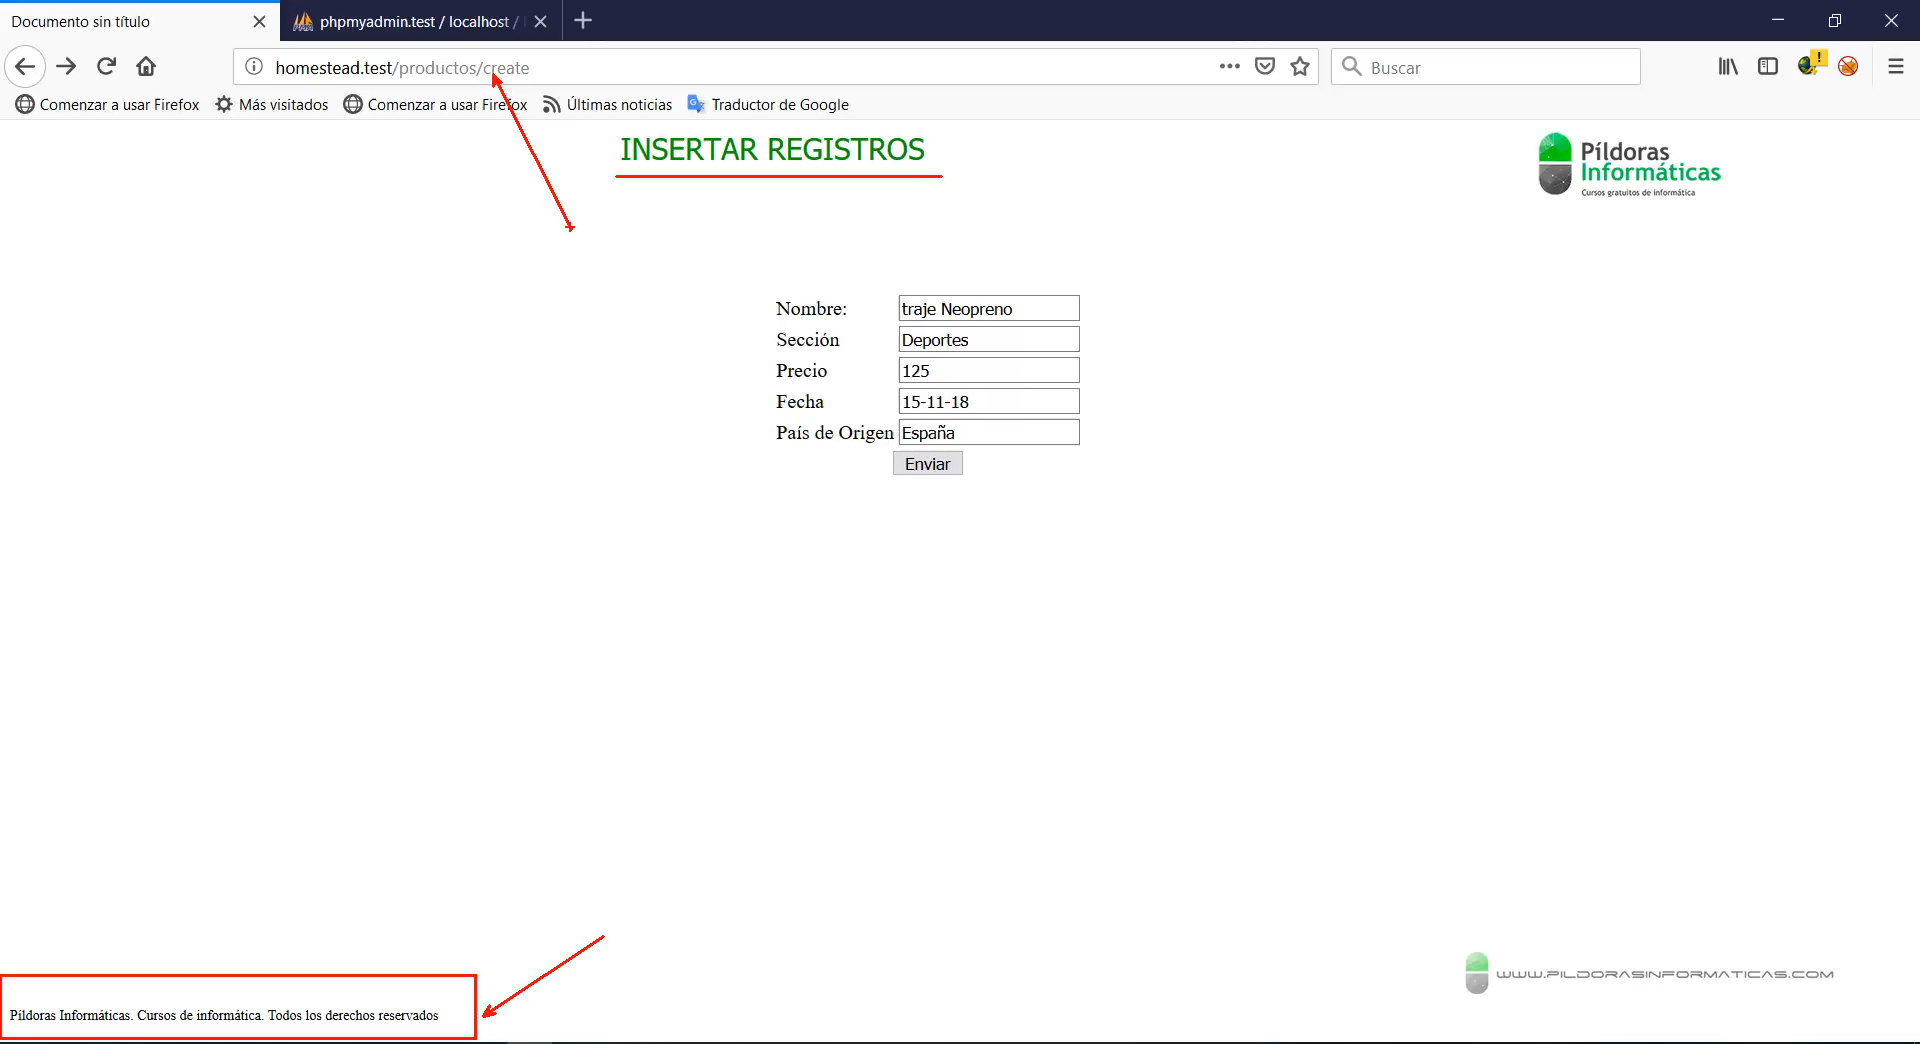 Documento sin título
phpmyadmin.test / localhost /
homestead.test/productos/create
Buscar
Comenzar a usar Firefox
Más visitados
Comenzar a usar Firefox
Últimas noticias
Traductor de Google
INSERTAR REGISTROS
Píldoras
Informáticas
Cursos gratuitos de informática
Nombre: traje Neopreno
Sección Deportes
Precio 125
Fecha 15-11-18
País de Origen España
Enviar
WWW.PILDORASINFORMATICAS.COM
Píldoras Informáticas. Cursos de informática. Todos los derechos reservados